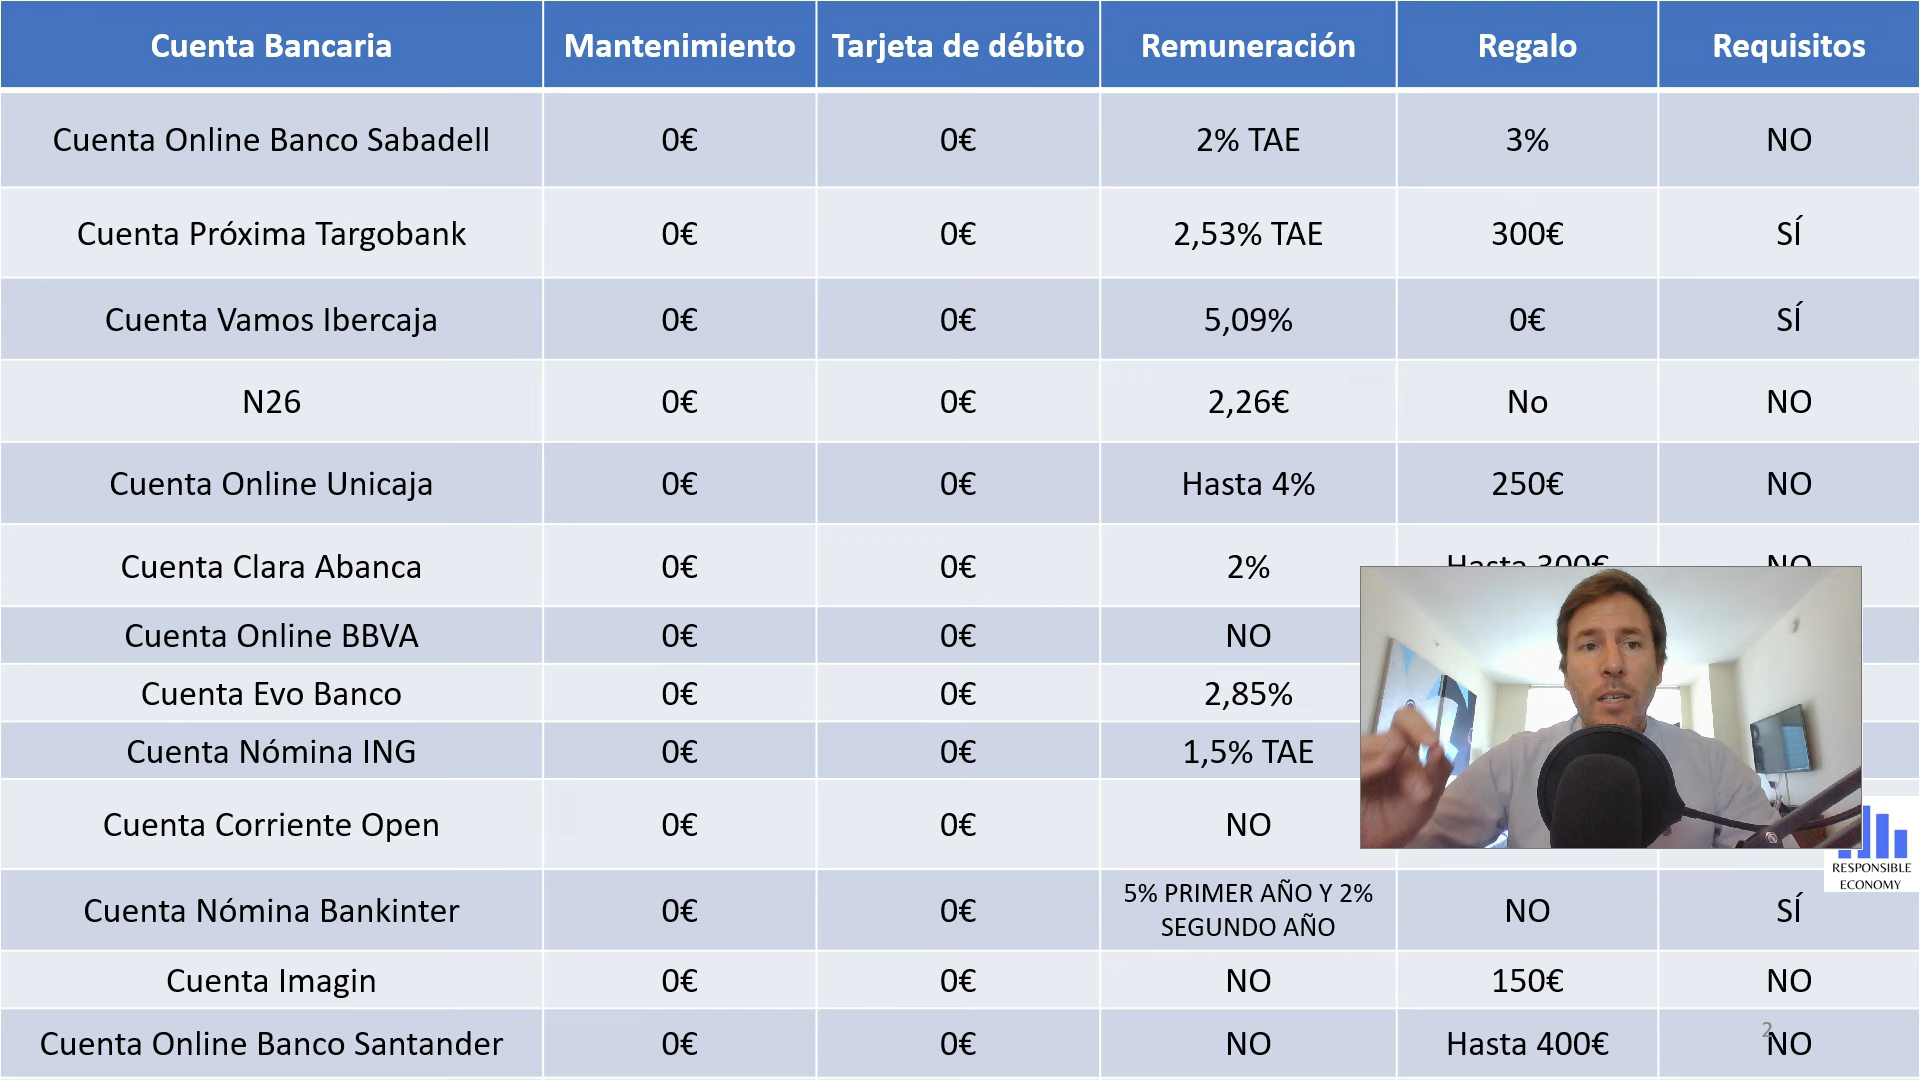 Cuenta Bancaria Mantenimiento Tarjeta de débito Remuneración Regalo Requisitos
Cuenta Online Banco Sabadell 0€ 0€ 2% TAE 3% NO
Cuenta Próxima Targobank 0€ 0€ 2,53% TAE 300€ SÍ
Cuenta Vamos Ibercaja 0€ 0€ 5,09% 0€ SÍ
N26 0€ 0€ 2,26€ No NO
Cuenta Online Unicaja 0€ 0€ Hasta 4% 250€ NO
Cuenta Clara Abanca 0€ 0€ 2% Hasta 300€ NO
Cuenta Online BBVA 0€ 0€ NO
Cuenta Evo Banco 0€ 0€ 2,85%
Cuenta Nómina ING 0€ 0€ 1,5% TAE
Cuenta Corriente Open 0€ 0€ NO
RESPONSIBLE
ECONOMY
Cuenta Nómina Bankinter 0€ 0€ 5% PRIMER AÑO Y 2% NO SÍ
SEGUNDO AÑO
Cuenta Imagin 0€ 0€ NO 150€ NO
Cuenta Online Banco Santander 0€ 0€ NO Hasta 400€ NO
2